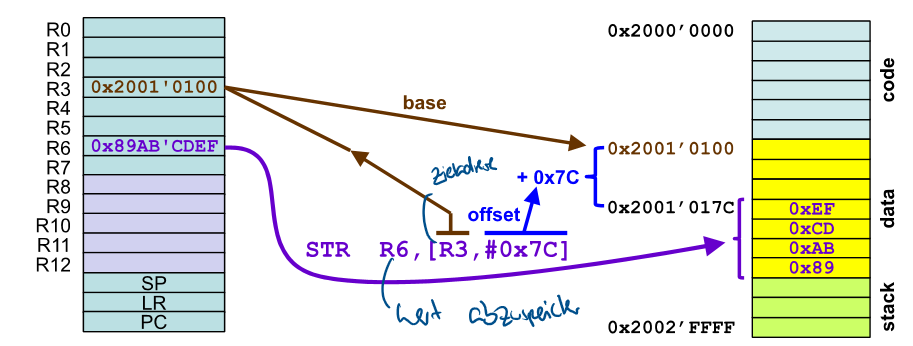 R0
R1
R2
R3 0x2001'0100
R4
R5
R6 0x89AB'CDEF
R7
R8
R9
R10
R11
R12
SP
LR
PC
base
Zieladresse
offset
+ 0x7C
STR R6,[R3,#0x7C]
Wert abzuspeichern
0x2000'0000
0x2001'0100
0x2001'017C
0x2002'FFFF
0xEF
0xCD
0xAB
0x89
code
data
stack